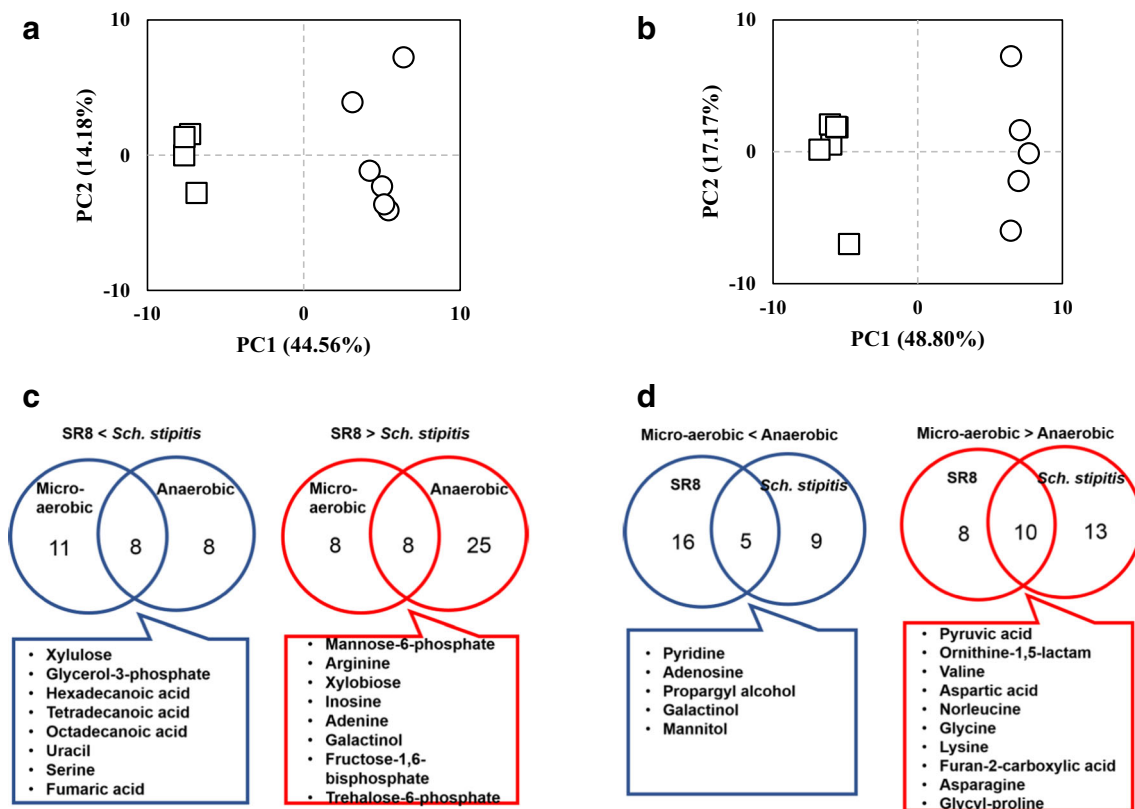 a
10
0
-10
PC2 (14.18%)
-10
0
10
PC1 (44.56%)
b
10
0
-10
PC2 (17.17%)
-10
0
10
PC1 (48.80%)
c
SR8 < Sch. stipitis
Micro-
aerobic
Anaerobic
11
8
8
Xylulose
Glycerol-3-phosphate
Hexadecanoic acid
Tetradecanoic acid
Octadecanoic acid
Uracil
Serine
Fumaric acid
SR8 > Sch. stipitis
Micro-
aerobic
Anaerobic
8
8
25
Mannose-6-phosphate
Arginine
Xylobiose
Inosine
Adenine
Galactinol
Fructose-1,6-
bisphosphate
Trehalose-6-phosphate
d
Micro-aerobic < Anaerobic
SR8
Sch. stipitis
16
5
9
Pyridine
Adenosine
Propargyl alcohol
Galactinol
Mannitol
Micro-aerobic > Anaerobic
SR8
Sch. stipitis
8
10
13
Pyruvic acid
Ornithine-1,5-lactam
Valine
Aspartic acid
Norleucine
Glycine
Lysine
Furan-2-carboxylic acid
Asparagine
Glycyl-proline